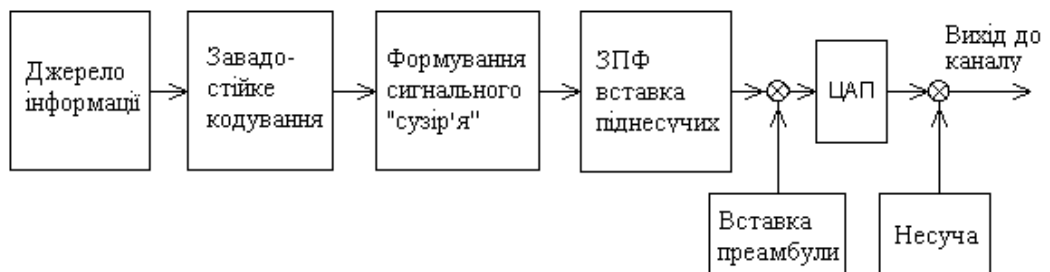 Джерело
інформації
Завадо-
стійке
кодування
Формування
сигнального
"сузір'я"
ЗПФ
вставка
піднесучих
ЦАП
Вихід до
каналу
Вставка
преамбули
Несуча